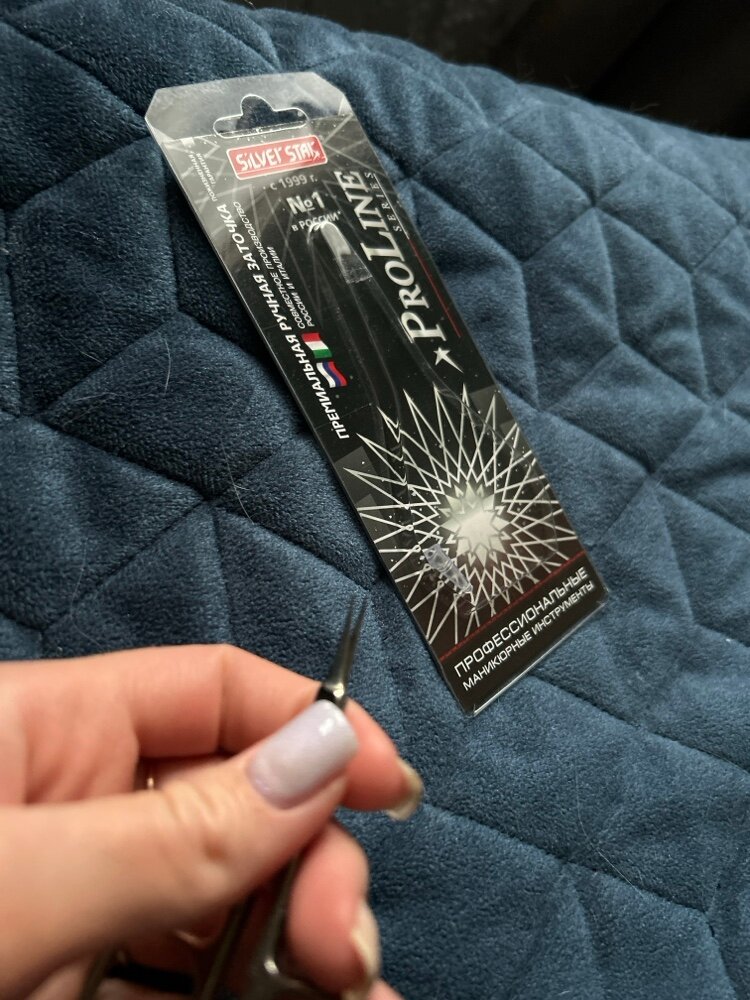 SILVER STAR
с 1999 г.
№1
в РОССИИ
PROLINE
SERIES
ПРЕМИАЛЬНАЯ РУЧНАЯ ЗАТОЧКА
СОВМЕСТНОЕ ПРОИЗВОДСТВО
РОССИИ И ИТАЛИИ
ПРОФЕССИОНАЛЬНЫЕ
МАНИКЮРНЫЕ ИНСТРУМЕНТЫ